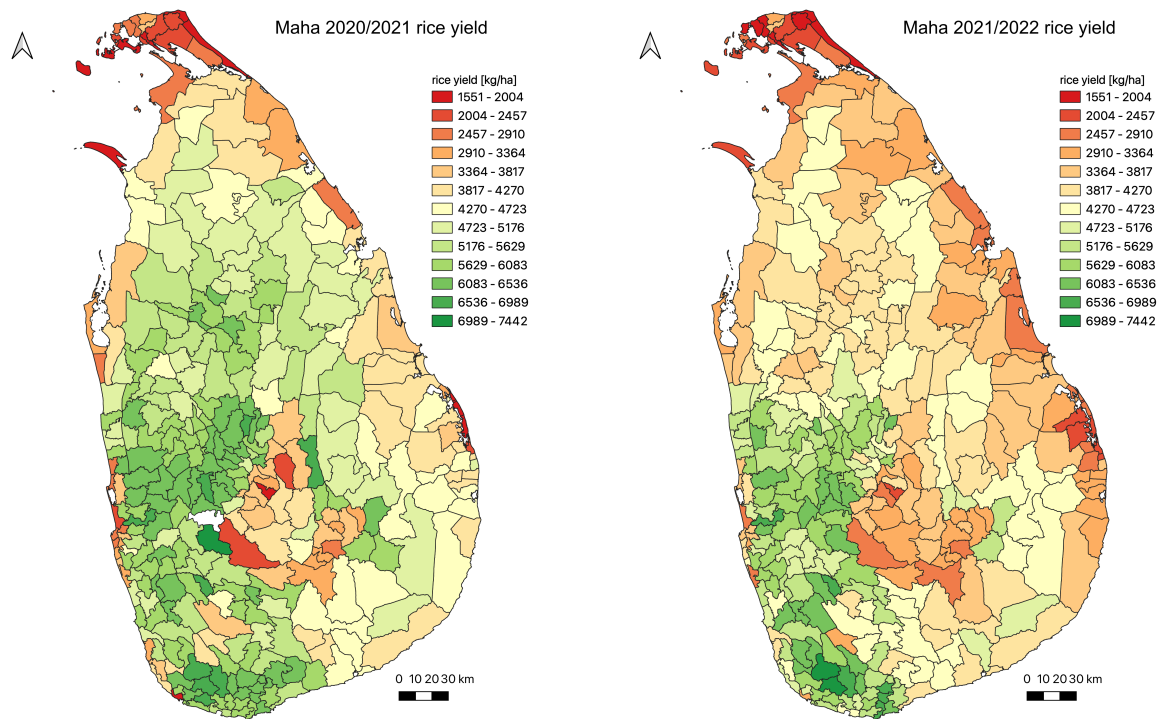 Maha 2020/2021 rice yield
rice yield [kg/ha]
1551 - 2004
2004 - 2457
2457 - 2910
2910 - 3364
3364 - 3817
3817 - 4270
4270 - 4723
4723 - 5176
5176 - 5629
5629 - 6083
6083 - 6536
6536 - 6989
6989 - 7442
0 10 20 30 km
Maha 2021/2022 rice yield
rice yield [kg/ha]
1551 - 2004
2004 - 2457
2457 - 2910
2910 - 3364
3364 - 3817
3817 - 4270
4270 - 4723
4723 - 5176
5176 - 5629
5629 - 6083
6083 - 6536
6536 - 6989
6989 - 7442
0 10 20 30 km